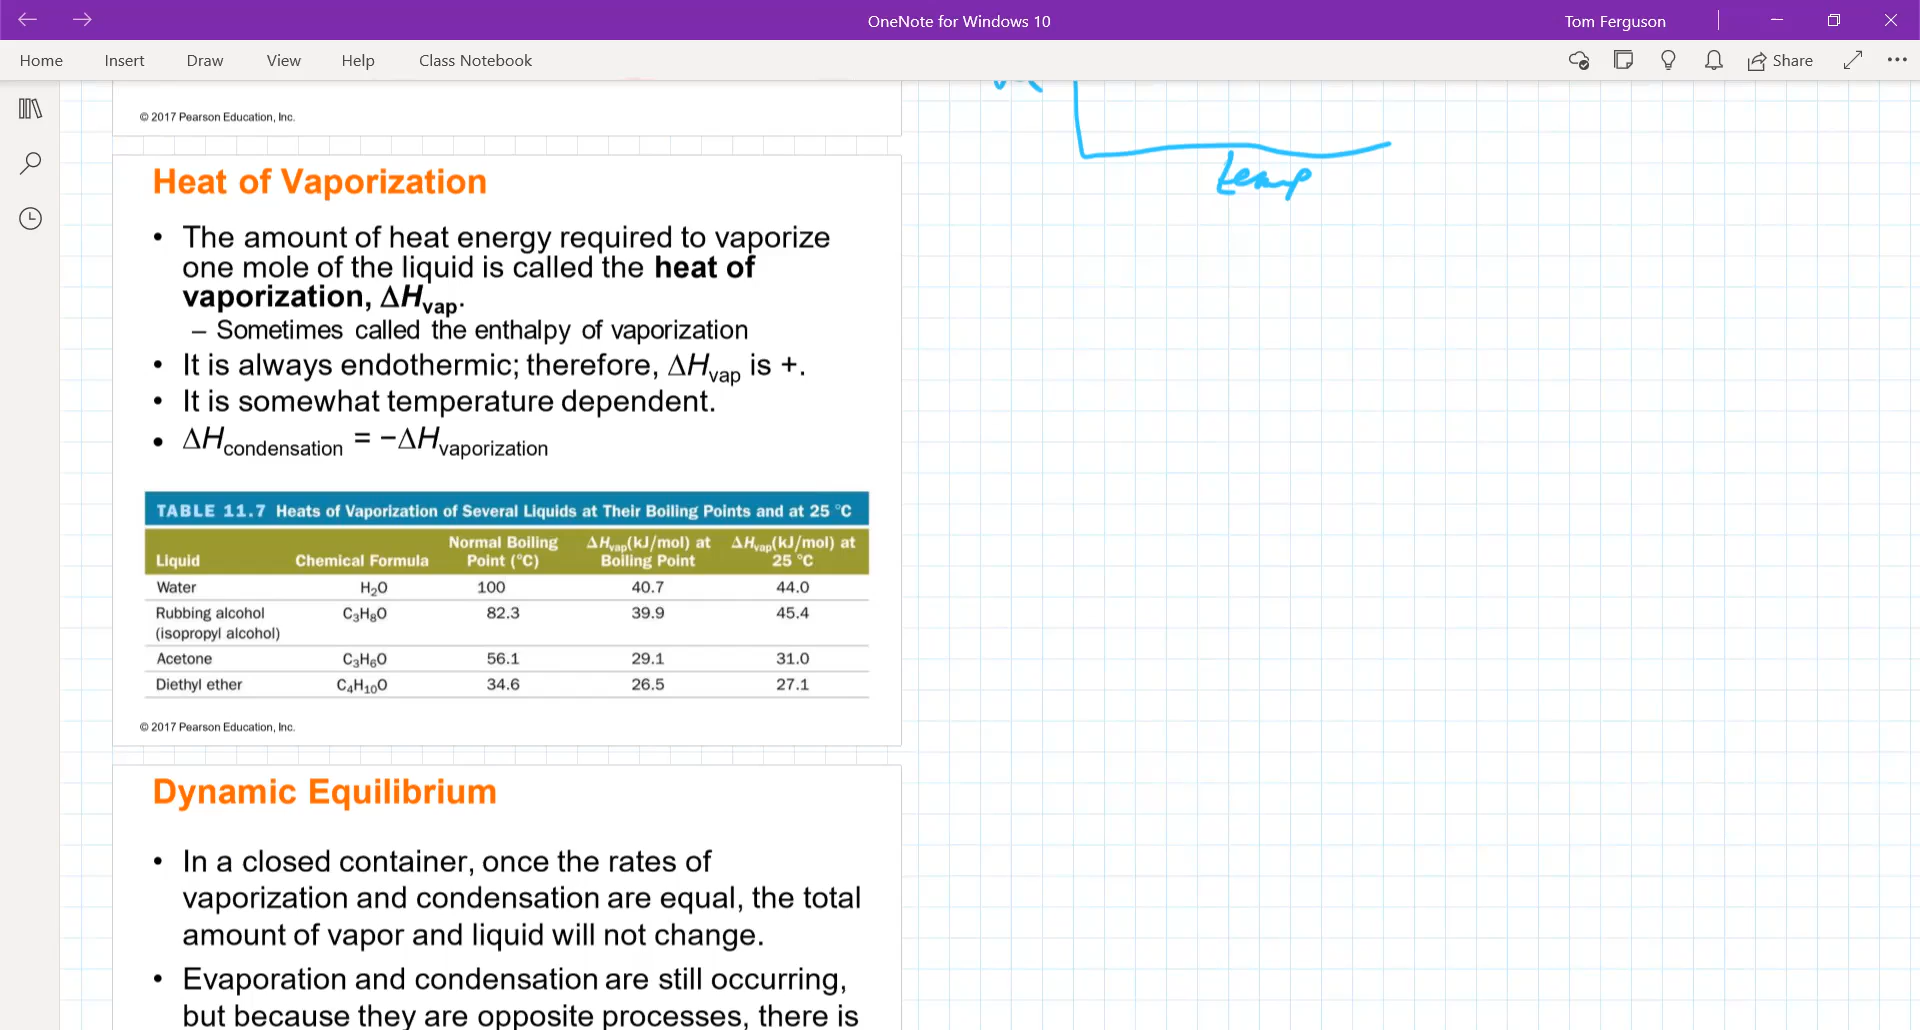 OneNote for Windows 10
Tom Ferguson
Home Insert Draw View Help Class Notebook Share
© 2017 Pearson Education, Inc.
temp
Heat of Vaporization
• The amount of heat energy required to vaporize
one mole of the liquid is called the heat of
vaporization, ΔHvap.
– Sometimes called the enthalpy of vaporization
• It is always endothermic; therefore, ΔHvap is +.
• It is somewhat temperature dependent.
• ΔHcondensation = −ΔHvaporization
TABLE 11.7 Heats of Vaporization of Several Liquids at Their Boiling Points and at 25 °C
Liquid Chemical Formula Normal Boiling Point (°C) ΔHvap(kJ/mol) at Boiling Point ΔHvap(kJ/mol) at 25 °C
Water H₂O 100 40.7 44.0
Rubbing alcohol C₃H₈O 82.3 39.9 45.4
(isopropyl alcohol)
Acetone C₃H₆O 56.1 29.1 31.0
Diethyl ether C₄H₁₀O 34.6 26.5 27.1
© 2017 Pearson Education, Inc.
Dynamic Equilibrium
• In a closed container, once the rates of
vaporization and condensation are equal, the total
amount of vapor and liquid will not change.
• Evaporation and condensation are still occurring,
but because they are opposite processes, there is